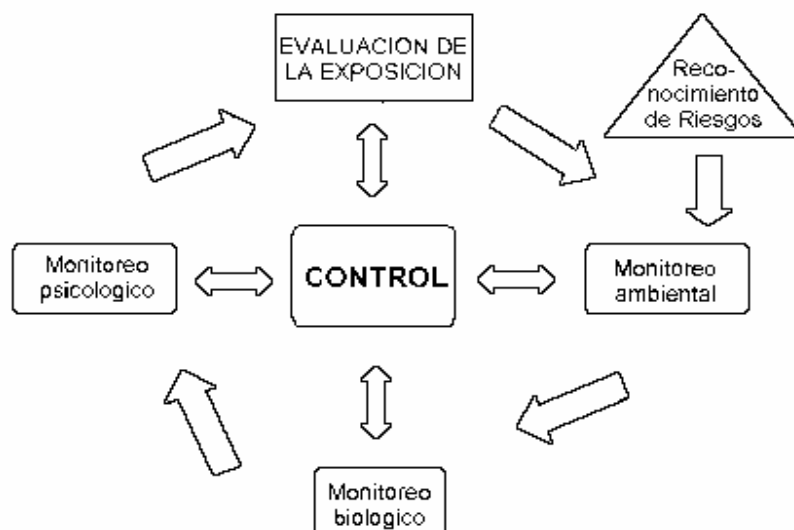 EVALUACION DE
LA EXPOSICION
Reco-
nocimiento
de Riesgos
Monitoreo
psicologico
CONTROL
Monitoreo
ambiental
Monitoreo
biologico